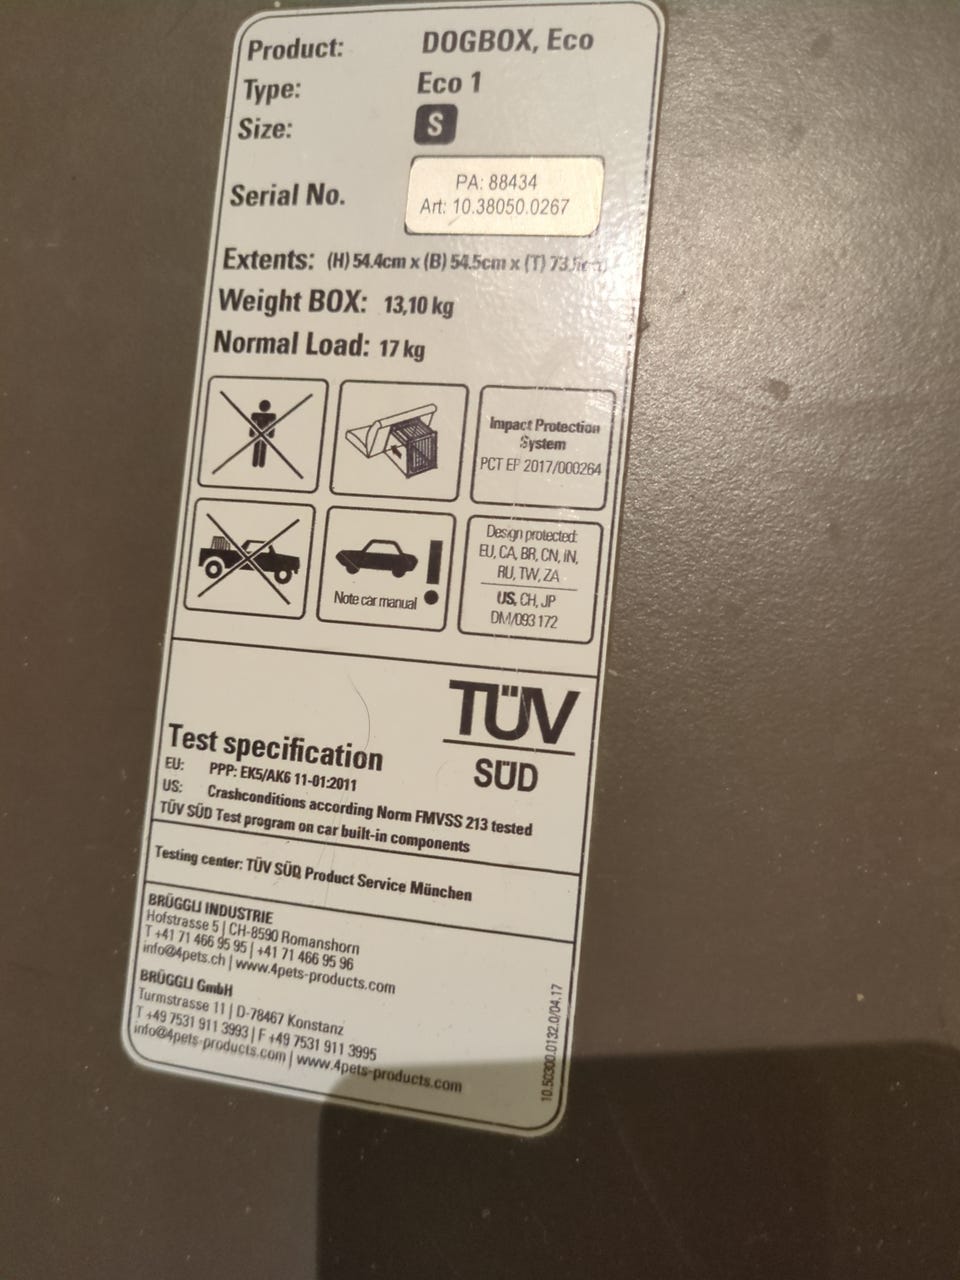 Product: DOGBOX, Eco
Type: Eco 1
Size: S
Serial No. PA: 88434
Art: 10.38050.0267
Extents: (H) 54.4cm x (B) 54.5cm x (T)
Weight BOX: 13,10 kg
Normal Load: 17 kg
Impact Protection
System
PCT EP 2017/000264
Note car manual
Design protected:
EU, CA, BR, CN, IN,
RU, TW, ZA
US, CH, JP
DM/093 172
TÜV
SÜD
Test specification
EU: PPP: EK5/AK6 11-01:2011
US: Crashconditions according Norm FMVSS 213 tested
TÜV SÜD Test program on car built-in components
Testing center: TÜV SÜD Product Service München
BRÜGGLI INDUSTRIE
Hofstrasse 5 | CH-8590 Romanshorn
T +41 71 466 95 95 | +41 71 466 95 96
info@4pets.ch | www.4pets-products.com
BRÜGGLI GmbH
Turmstrasse 11 | D-78467 Konstanz
T +49 7531 911 3993 | F +49 7531 911 3995
info@4pets-products.com | www.4pets-products.com
10.50300.0132.0/04.17